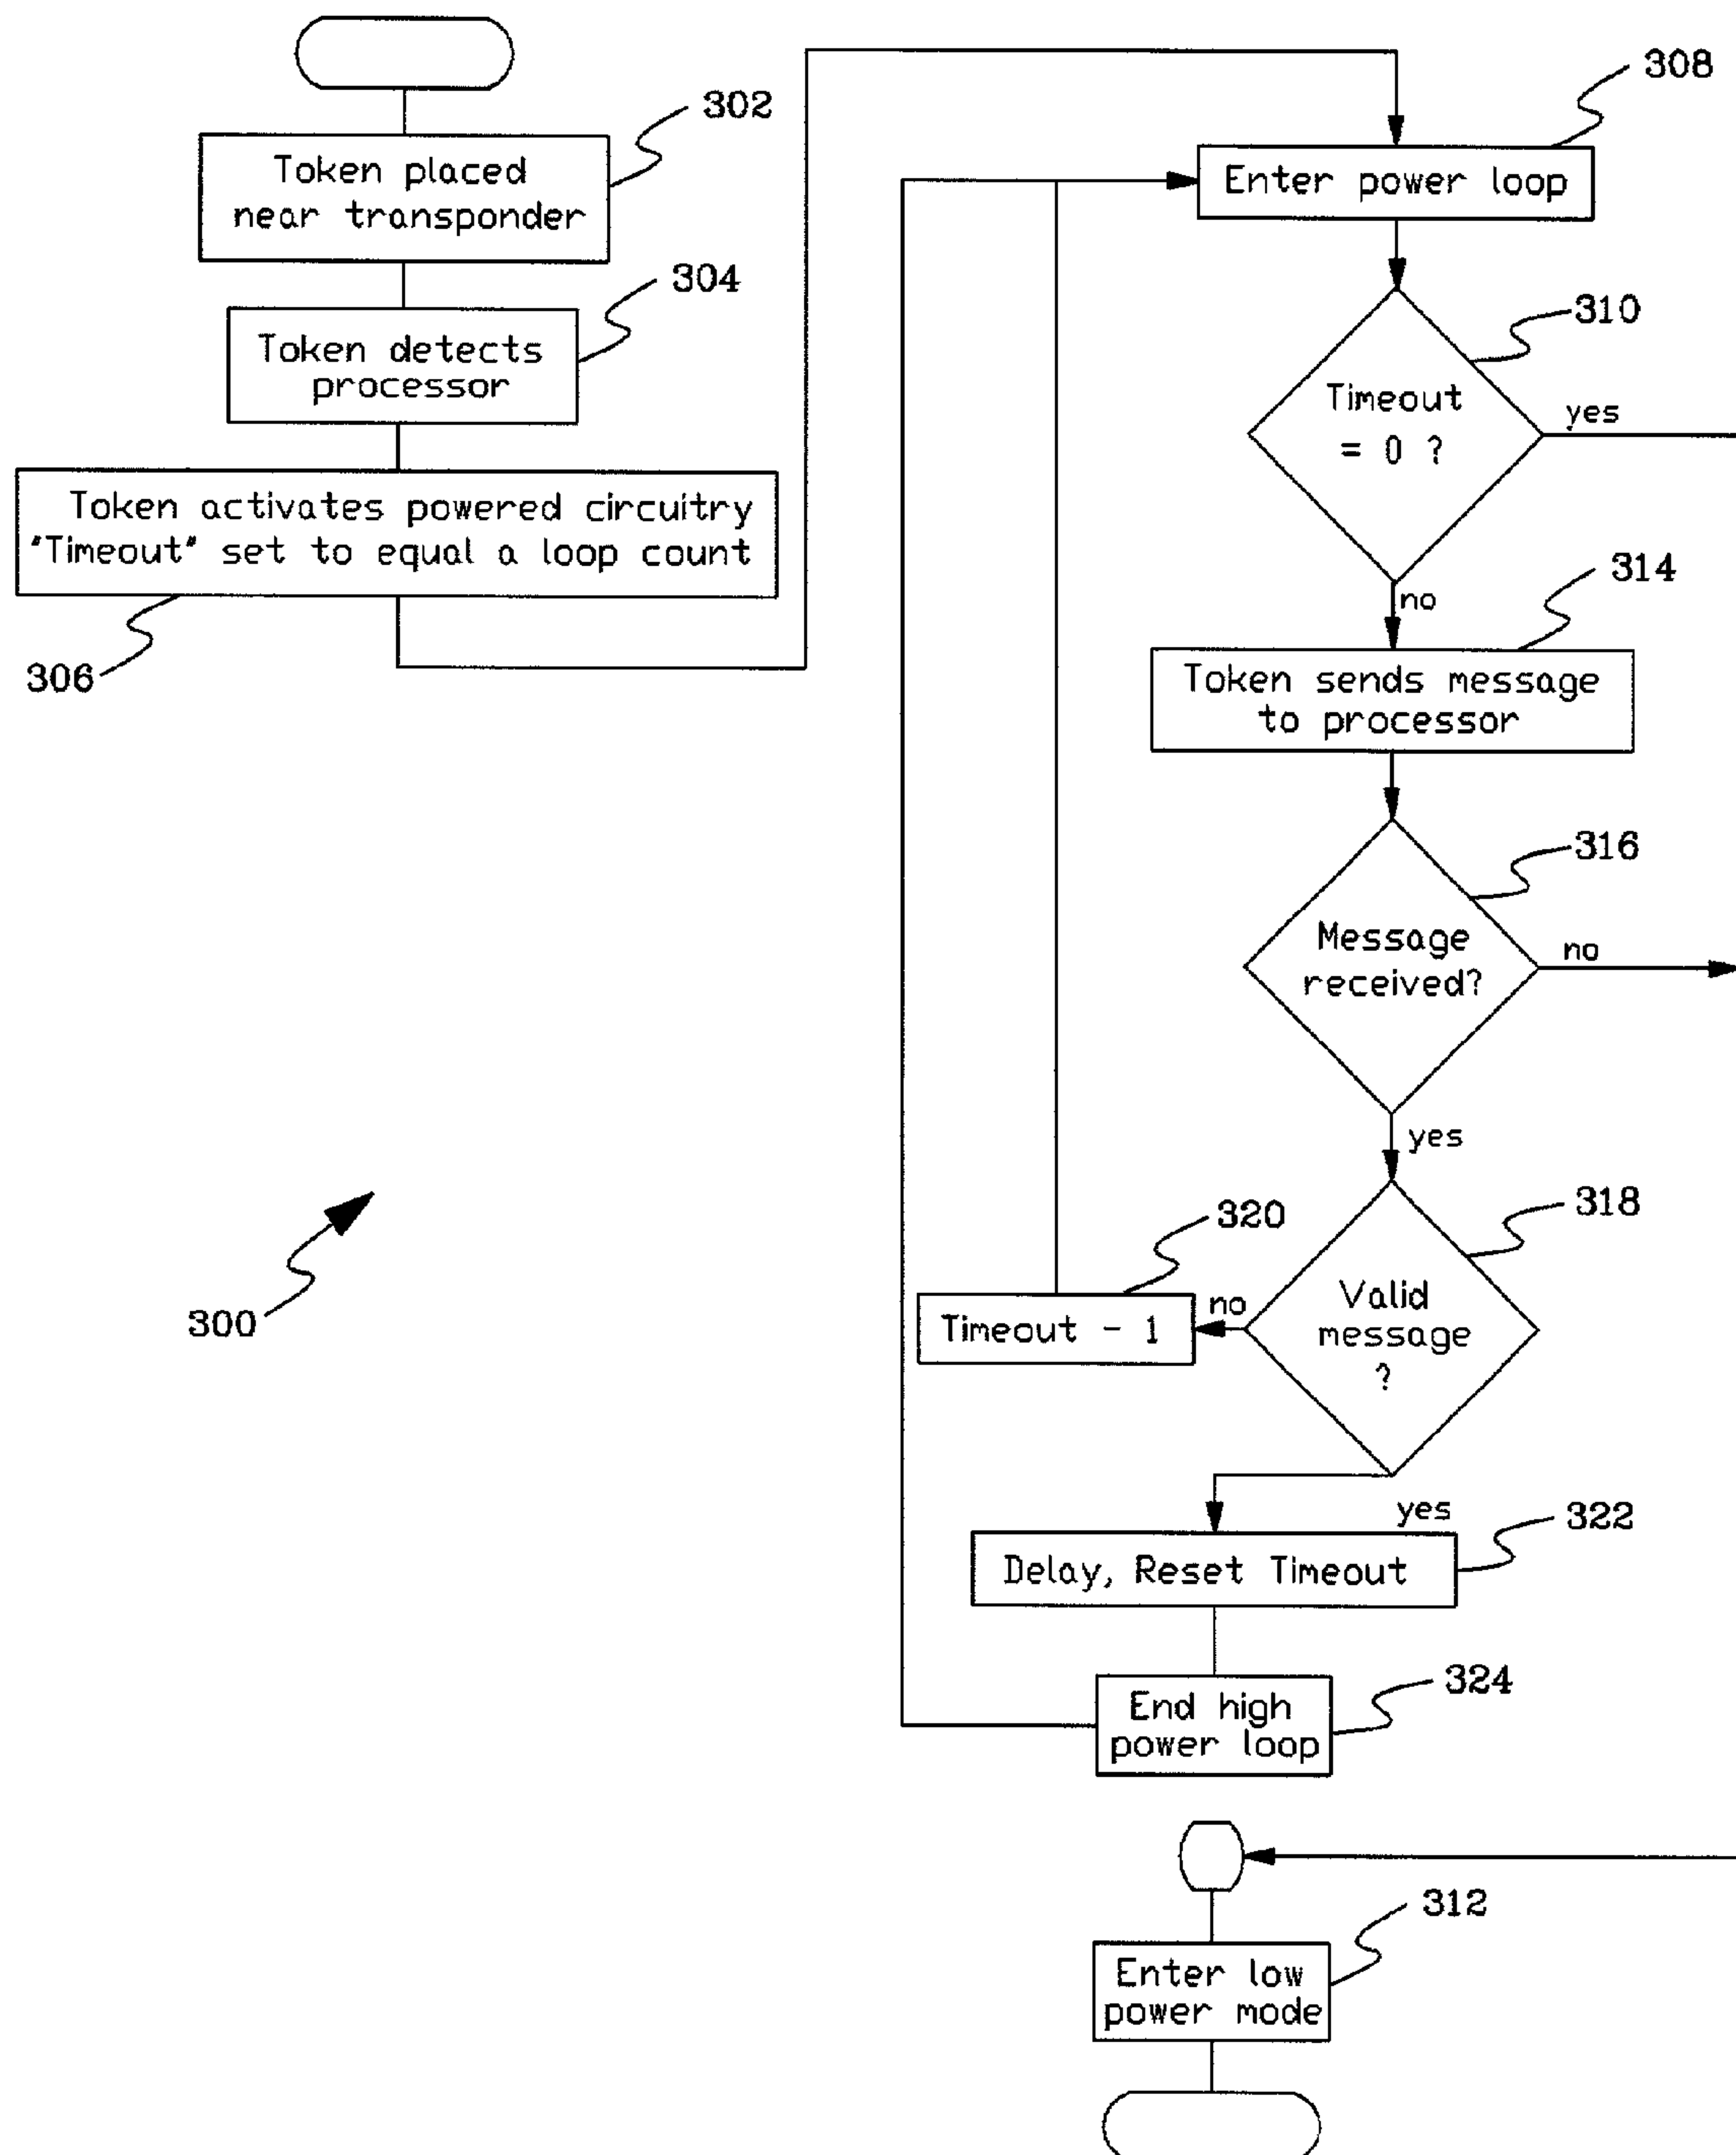 302
Token placed
near transponder
304
Token detects
processor
Token activates powered circuitry
"Timeout" set to equal a loop count
306
308
Enter power loop
310
Timeout
= 0 ?
yes
no
314
Token sends message
to processor
316
Message
received?
no
yes
318
Valid
message
?
320
no
Timeout - 1
yes
322
Delay, Reset Timeout
324
End high
power loop
312
Enter low
power mode
300